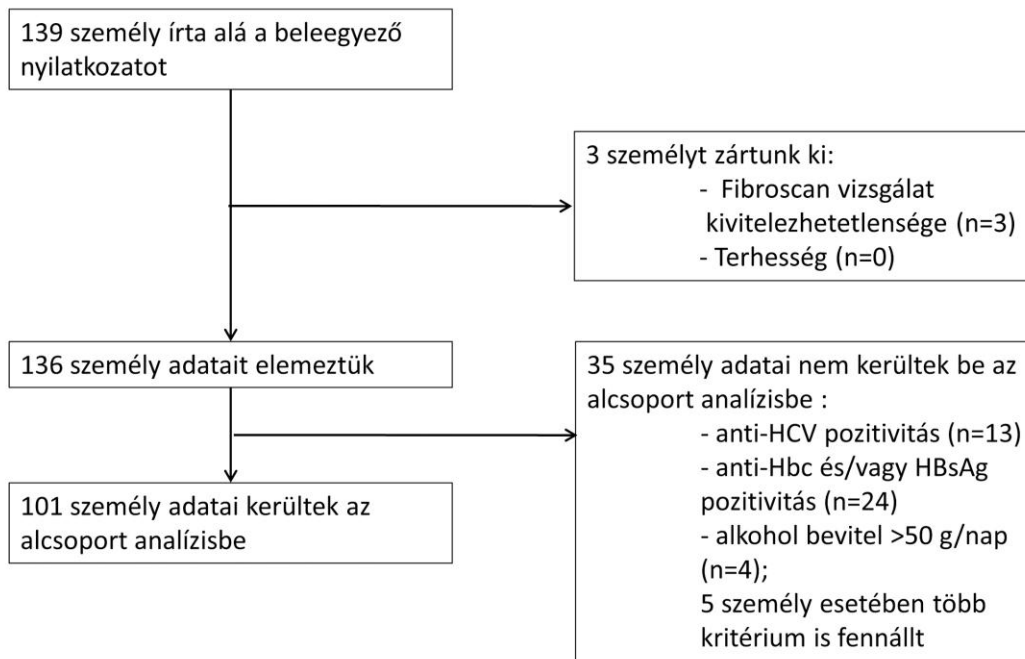 139 személy írta alá a beleegyező
nyilatkozatot
3 személyt zártunk ki:
- Fibroscan vizsgálat
kivitelezhetetlensége (n=3)
- Terhesség (n=0)
136 személy adatait elemeztük
35 személy adatai nem kerültek be az
alcsoport analízisbe :
- anti-HCV pozitivitás (n=13)
- anti-Hbc és/vagy HBsAg
pozitivitás (n=24)
- alkohol bevitel >50 g/nap
(n=4);
5 személy esetében több
kritérium is fennállt
101 személy adatai kerültek az
alcsoport analízisbe